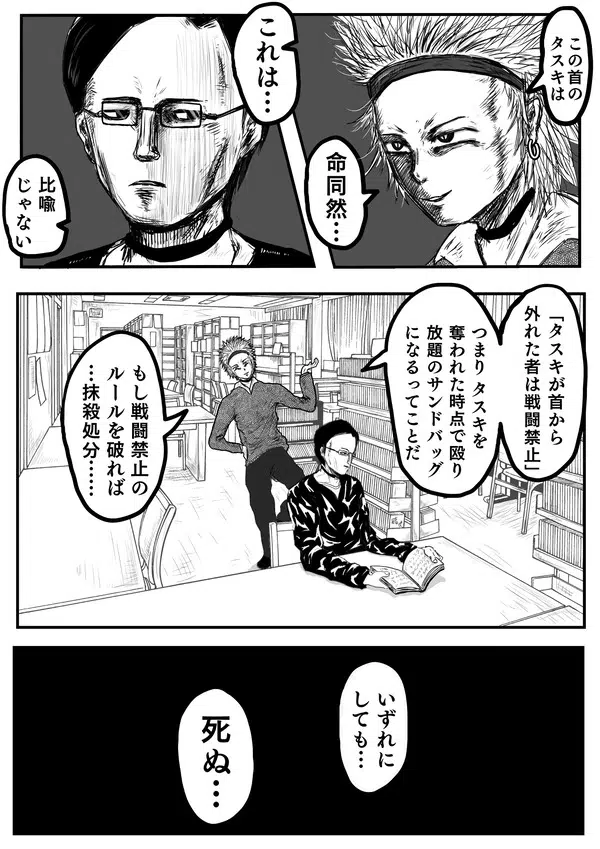 この首の
タスキは
命同然…
これは…
比喩
じゃない
「タスキが首から
外れた者は戦闘禁止」
つまりタスキを
奪われた時点で殴り
放題のサンドバッグ
になるってことだ
もし戦闘禁止の
ルールを破れば
…抹殺処分……
いずれに
しても…
死ぬ…